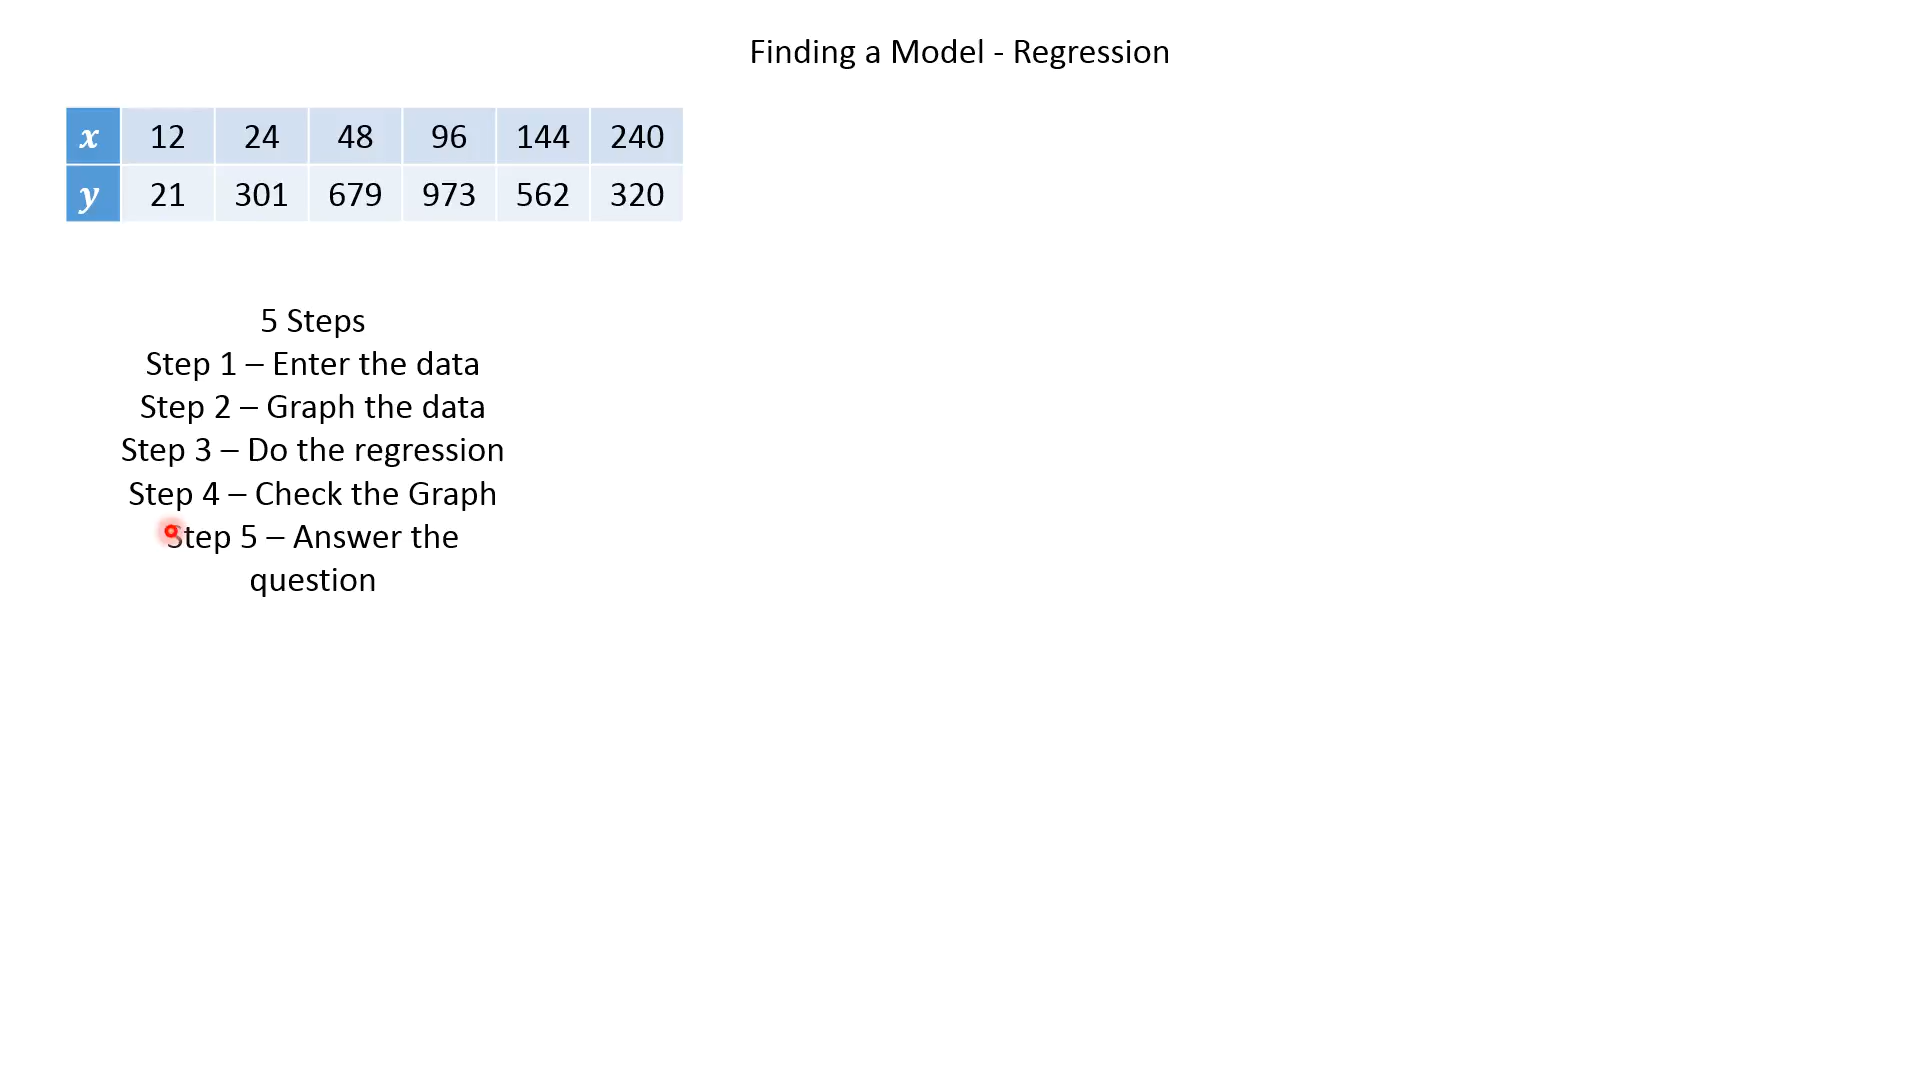 Finding a Model - Regression
x 12 24 48 96 144 240
y 21 301 679 973 562 320
5 Steps
Step 1 – Enter the data
Step 2 – Graph the data
Step 3 – Do the regression
Step 4 – Check the Graph
Step 5 – Answer the
question